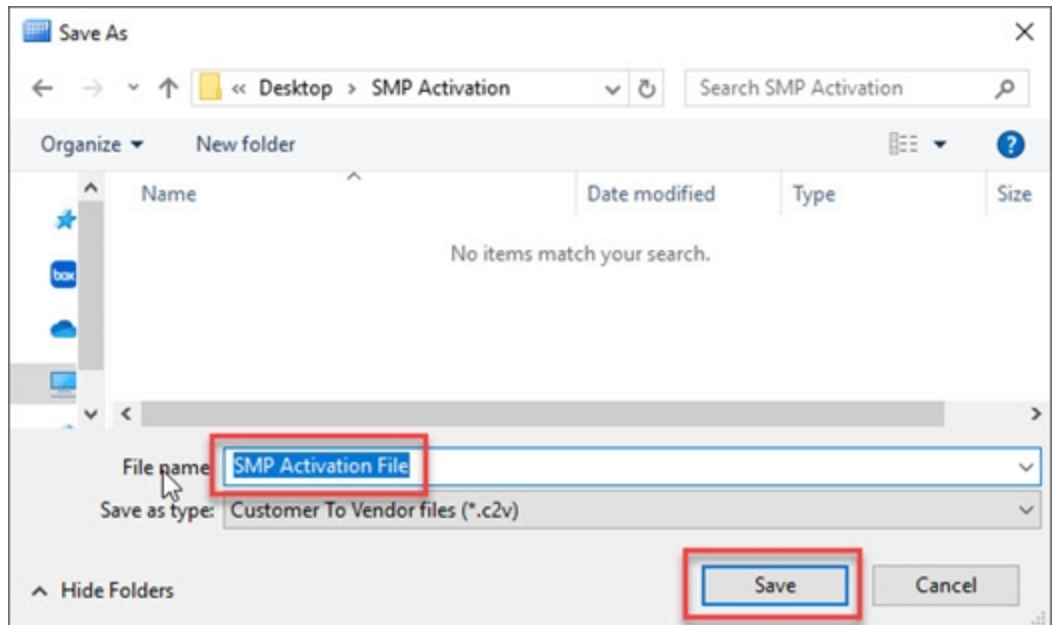 Save As
« Desktop > SMP Activation
Search SMP Activation
Organize
New folder
?
Name
Date modified
Type
Size
box
No items match your search.
File name:
SMP Activation File
Save as type:
Customer To Vendor files (*.c2v)
Hide Folders
Save
Cancel